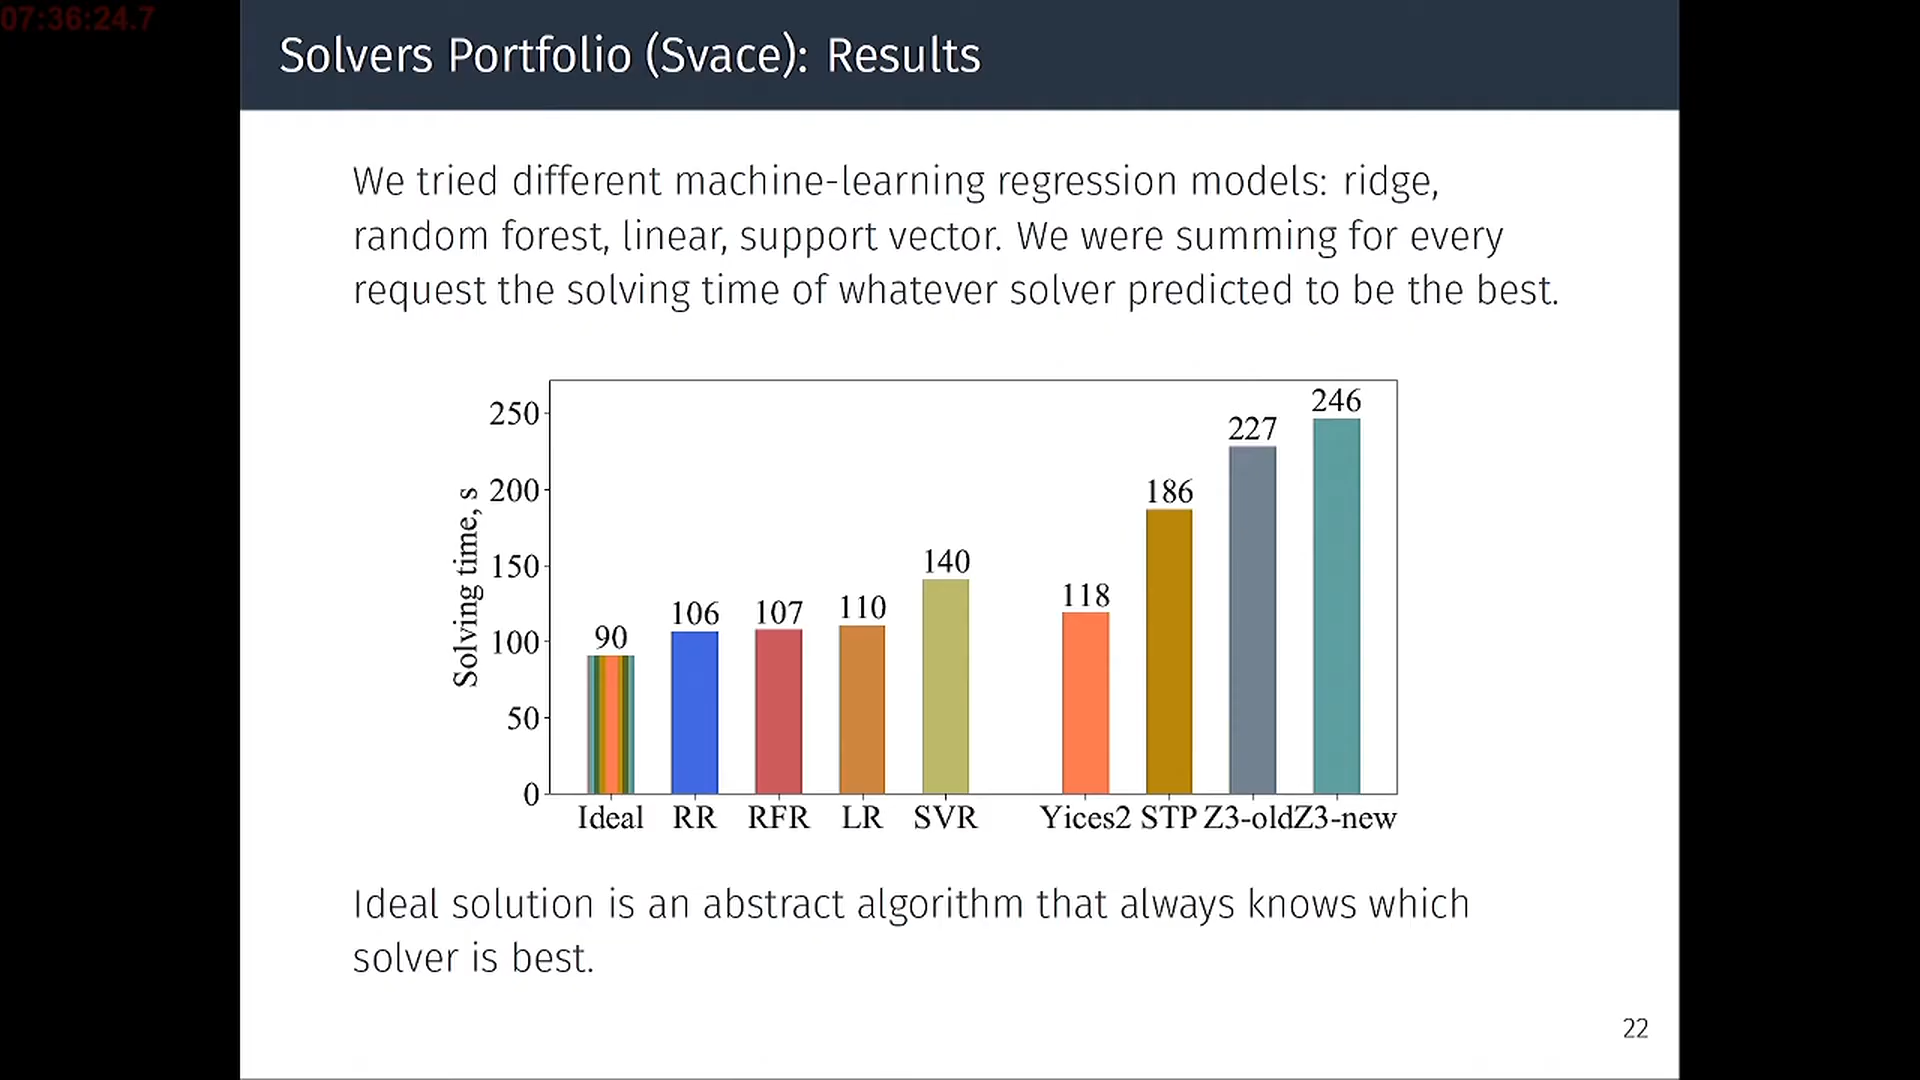 07:36:24.7
Solvers Portfolio (Svace): Results
We tried different machine-learning regression models: ridge,
random forest, linear, support vector. We were summing for every
request the solving time of whatever solver predicted to be the best.
Solving time, s
250
200
150
100
50
0
90
106
107
110
140
118
186
227
246
Ideal RR RFR LR SVR Yices2 STP Z3-old Z3-new
Ideal solution is an abstract algorithm that always knows which
solver is best.
22